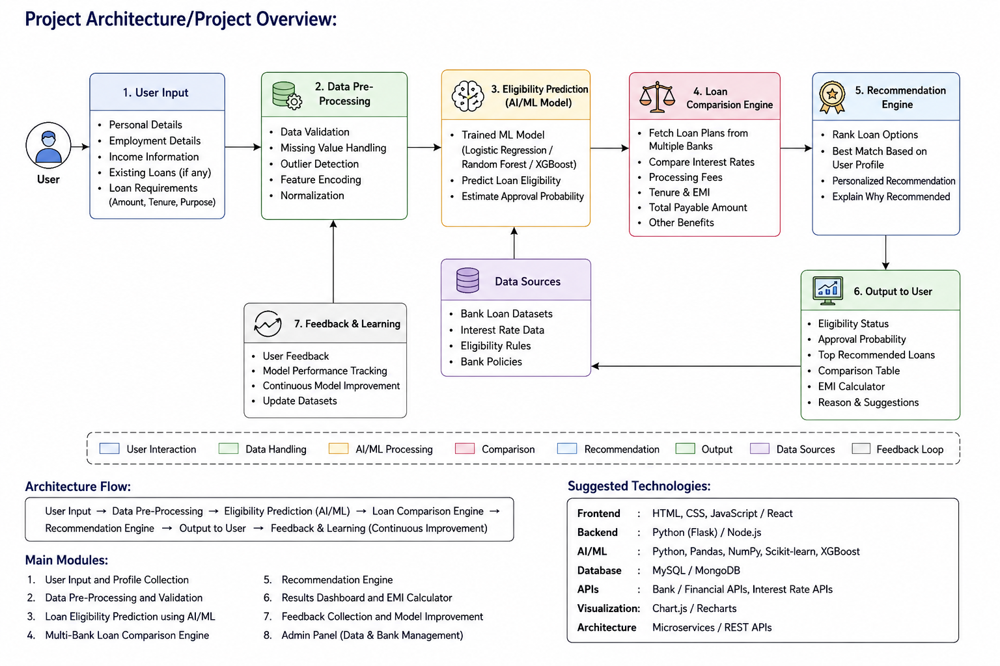 Project Architecture/Project Overview:
User
1. User Input
• Personal Details
• Employment Details
• Income Information
• Existing Loans (if any)
• Loan Requirements
(Amount, Tenure, Purpose)
2. Data Pre-
Processing
• Data Validation
• Missing Value Handling
• Outlier Detection
• Feature Encoding
• Normalization
3. Eligibility Prediction
(AI/ML Model)
• Trained ML Model
(Logistic Regression /
Random Forest / XGBoost)
• Predict Loan Eligibility
• Estimate Approval Probability
4. Loan
Comparision Engine
• Fetch Loan Plans from
Multiple Banks
• Compare Interest Rates
• Processing Fees
• Tenure & EMI
• Total Payable Amount
• Other Benefits
5. Recommendation
Engine
• Rank Loan Options
• Best Match Based on
User Profile
• Personalized Recommendation
• Explain Why Recommended
6. Output to User
• Eligibility Status
• Approval Probability
• Top Recommended Loans
• Comparison Table
• EMI Calculator
• Reason & Suggestions
Data Sources
• Bank Loan Datasets
• Interest Rate Data
• Eligibility Rules
• Bank Policies
7. Feedback & Learning
• User Feedback
• Model Performance Tracking
• Continuous Model Improvement
• Update Datasets
User Interaction
Data Handling
AI/ML Processing
Comparison
Recommendation
Output
Data Sources
Feedback Loop
Architecture Flow:
User Input → Data Pre-Processing → Eligibility Prediction (AI/ML) → Loan Comparison Engine →
Recommendation Engine → Output to User → Feedback & Learning (Continuous Improvement)
Main Modules:
1. User Input and Profile Collection
2. Data Pre-Processing and Validation
3. Loan Eligibility Prediction using AI/ML
4. Multi-Bank Loan Comparison Engine
5. Recommendation Engine
6. Results Dashboard and EMI Calculator
7. Feedback Collection and Model Improvement
8. Admin Panel (Data & Bank Management)
Suggested Technologies:
Frontend : HTML, CSS, JavaScript / React
Backend : Python (Flask) / Node.js
AI/ML : Python, Pandas, NumPy, Scikit-learn, XGBoost
Database : MySQL / MongoDB
APIs : Bank / Financial APIs, Interest Rate APIs
Visualization: Chart.js / Recharts
Architecture Microservices / REST APIs